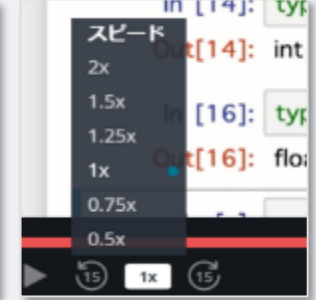 In [14]: typ
スピード
Out[14]: int
2x
1.5x
In [16]: typ
1.25x
1x
Out[16]: floa
0.75x
0.5x
15 1x 15